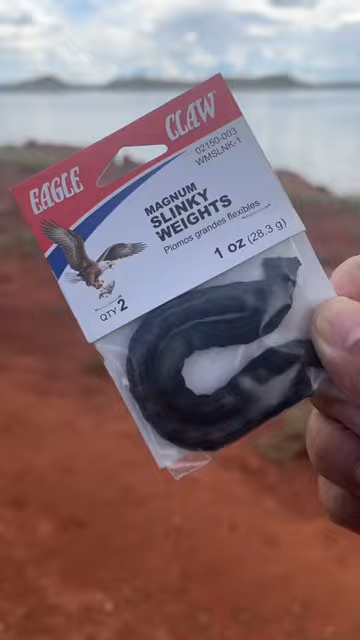 EAGLE CLAW
02150-003
WMSLNK-1
MAGNUM
SLINKY
WEIGHTS
Plomos grandes flexibles
1 oz (28.3 g)
QTY 2